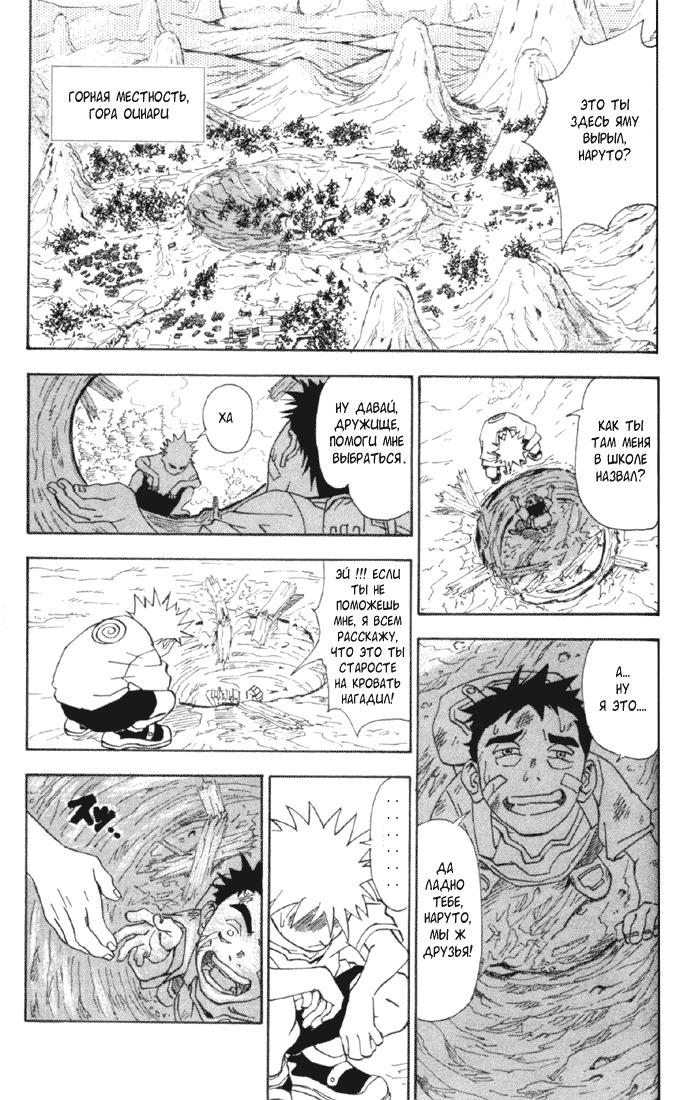 ГОРНАЯ МЕСТНОСТЬ,
ГОРА ОИНАРИ
ЭТО ТЫ
ЗДЕСЬ ЯМУ
ВЫРЫЛ,
НАРУТО?
КАК ТЫ
ТАМ МЕНЯ
В ШКОЛЕ
НАЗВАЛ?
А...
НУ
Я ЭТО....
ДА
ЛАДНО
ТЕБЕ,
НАРУТО,
МЫ Ж
ДРУЗЬЯ!
НУ ДАВАЙ,
ДРУЖИЩЕ,
ПОМОГИ МНЕ
ВЫБРАТЬСЯ.
ХА
ЭЙ !!! ЕСЛИ
ТЫ НЕ
ПОМОЖЕШЬ
МНЕ, Я ВСЕМ
РАССКАЖУ,
ЧТО ЭТО ТЫ
СТАРОСТЕ
НА КРОВАТЬ
НАГАДИЛ!
スッ...